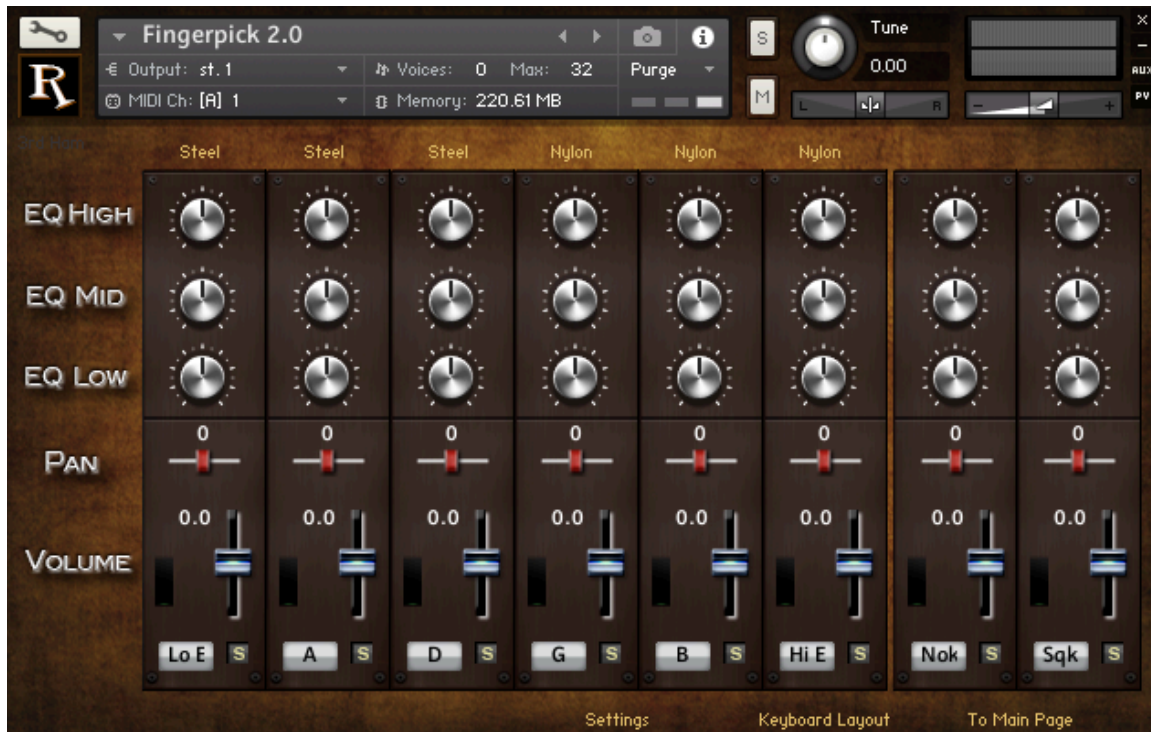 Fingerpick 2.0
Output: st.1
Voices: 0 Max: 32
Purge
MIDI Ch: [A] 1
Memory: 220.61 MB
R
S
M
Tune
0.00
L R
- +
×
–
AUX
PV
Steel Steel Steel Nylon Nylon Nylon
EQ HIGH
EQ MID
EQ LOW
PAN
0 0 0 0 0 0 0 0
0.0 0.0 0.0 0.0 0.0 0.0 0.0 0.0
VOLUME
Lo E S A S D S G S B S Hi E S Nok S Sqk S
Settings Keyboard Layout To Main Page